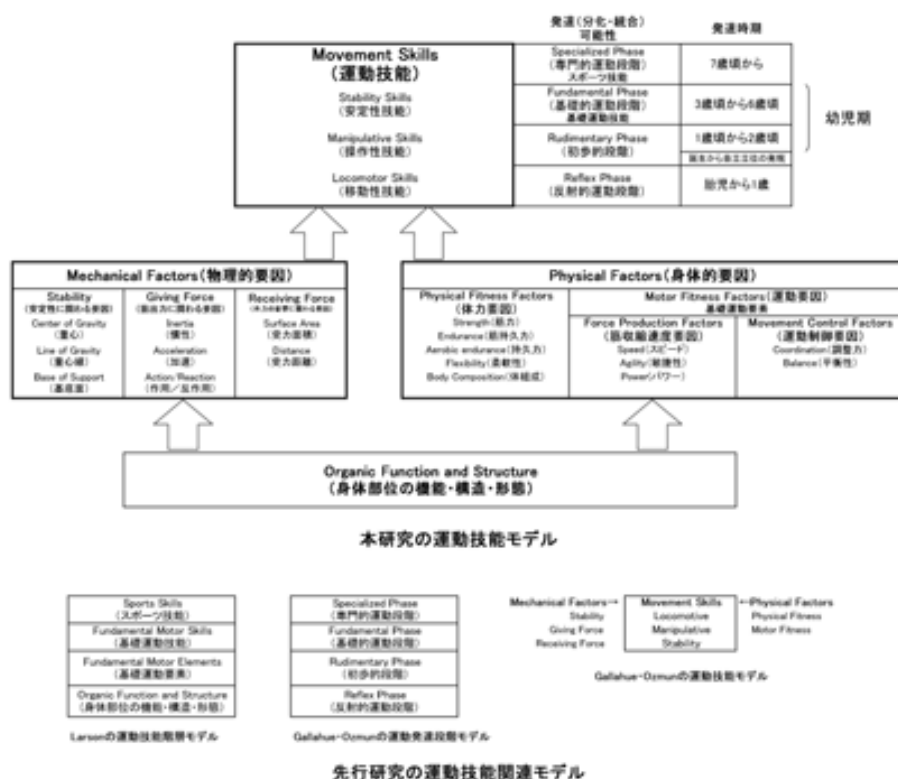 発達(分化・統合)
可能性
発達時期
Movement Skills
(運動技能)
Stability Skills
(安定性技能)
Manipulative Skills
(操作性技能)
Locomotor Skills
(移動性技能)
Specialized Phase
(専門的運動段階)
スポーツ技能
7歳頃から
Fundamental Phase
(基礎的運動段階)
基礎運動技能
3歳頃から6歳頃
幼児期
Rudimentary Phase
(初歩的段階)
1歳頃から2歳頃
Reflex Phase
(反射的運動段階)
胎児から1歳
Mechanical Factors(物理的要因)
Stability
(安定性に関わる要因)
Center of Gravity
(重心)
Line of Gravity
(重心線)
Base of Support
(基底面)
Giving Force
Inertia
(慣性)
Acceleration
(加速)
Action/Reaction
(作用/反作用)
Receiving Force
Surface Area
(受力面積)
Distance
(受力距離)
Physical Factors(身体的要因)
Physical Fitness Factors
(体力要因)
Strength(筋力)
Endurance(筋持久力)
Aerobic endurance(持久力)
Flexibility(柔軟性)
Body Composition(体組成)
Motor Fitness Factors(運動要因)
基礎運動要素
Force Production Factors
(筋収縮速度要因)
Speed(スピード)
Agility(敏捷性)
Power(パワー)
Movement Control Factors
(運動制御要因)
Coordination(調整力)
Balance(平衡性)
Organic Function and Structure
(身体部位の機能・構造・形態)
本研究の運動技能モデル
Sports Skills
(スポーツ技能)
Fundamental Motor Skills
(基礎運動技能)
Fundamental Motor Elements
(基礎運動要素)
Organic Function and Structure
(身体部位の機能・構造・形態)
Larsonの運動技能階層モデル
Specialized Phase
(専門的運動段階)
Fundamental Phase
(基礎的運動段階)
Rudimentary Phase
(初歩的段階)
Reflex Phase
(反射的運動段階)
Gallahue-Ozmunの運動発達段階モデル
Mechanical Factors→
Stability
Giving Force
Receiving Force
Movement Skills
Locomotive
Manipulative
Stability
←Physical Factors
Physical Fitness
Motor Fitness
Gallahue-Ozmunの運動技能モデル
先行研究の運動技能関連モデル